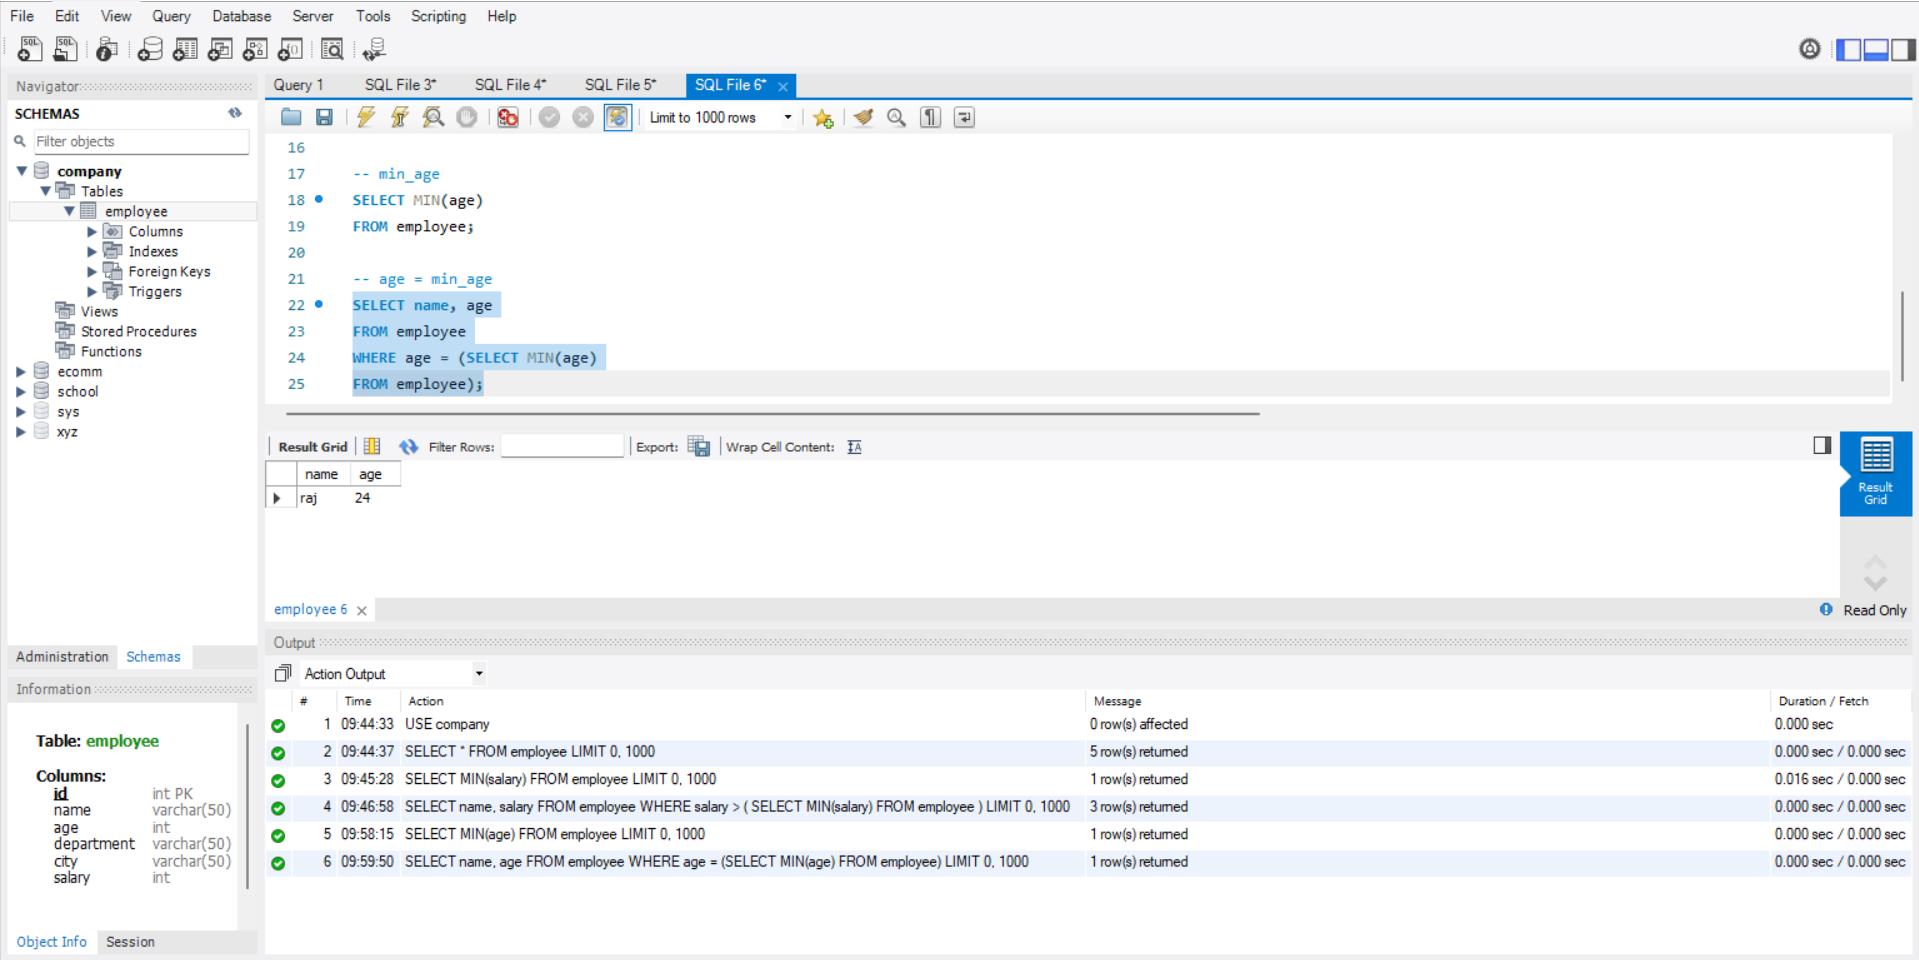 File Edit View Query Database Server Tools Scripting Help
Navigator
SCHEMAS
Filter objects
company
Tables
employee
Columns
Indexes
Foreign Keys
Triggers
Views
Stored Procedures
Functions
ecomm
school
sys
xyz
Administration Schemas
Information
Table: employee
Columns:
id int PK
name varchar(50)
age int
department varchar(50)
city varchar(50)
salary int
Object Info Session
Query 1 SQL File 3* SQL File 4* SQL File 5* SQL File 6*
Limit to 1000 rows
16
17 -- min_age
18 SELECT MIN(age)
19 FROM employee;
20
21 -- age = min_age
22 SELECT name, age
23 FROM employee
24 WHERE age = (SELECT MIN(age)
25 FROM employee);
Result Grid Filter Rows: Export: Wrap Cell Content:
name age
raj 24
Result
Grid
employee 6 Read Only
Output
Action Output
# Time Action Message Duration / Fetch
1 09:44:33 USE company 0 row(s) affected 0.000 sec
2 09:44:37 SELECT * FROM employee LIMIT 0, 1000 5 row(s) returned 0.000 sec / 0.000 sec
3 09:45:28 SELECT MIN(salary) FROM employee LIMIT 0, 1000 1 row(s) returned 0.016 sec / 0.000 sec
4 09:46:58 SELECT name, salary FROM employee WHERE salary > ( SELECT MIN(salary) FROM employee ) LIMIT 0, 1000 3 row(s) returned 0.000 sec / 0.000 sec
5 09:58:15 SELECT MIN(age) FROM employee LIMIT 0, 1000 1 row(s) returned 0.000 sec / 0.000 sec
6 09:59:50 SELECT name, age FROM employee WHERE age = (SELECT MIN(age) FROM employee) LIMIT 0, 1000 1 row(s) returned 0.000 sec / 0.000 sec